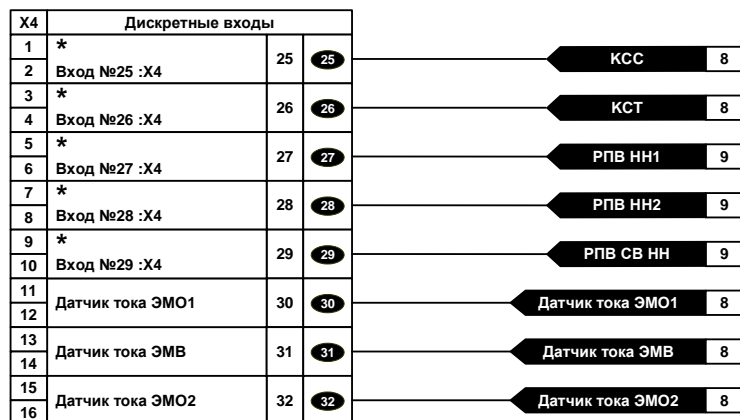 X4 Дискретные входы
1 *
2 Вход №25 :X4 25 25 КСС 8
3 *
4 Вход №26 :X4 26 26 КСТ 8
5 *
6 Вход №27 :X4 27 27 РПВ НН1 9
7 *
8 Вход №28 :X4 28 28 РПВ НН2 9
9 *
10 Вход №29 :X4 29 29 РПВ СВ НН 9
11
12 Датчик тока ЭМО1 30 30 Датчик тока ЭМО1 8
13
14 Датчик тока ЭМВ 31 31 Датчик тока ЭМВ 8
15
16 Датчик тока ЭМО2 32 32 Датчик тока ЭМО2 8